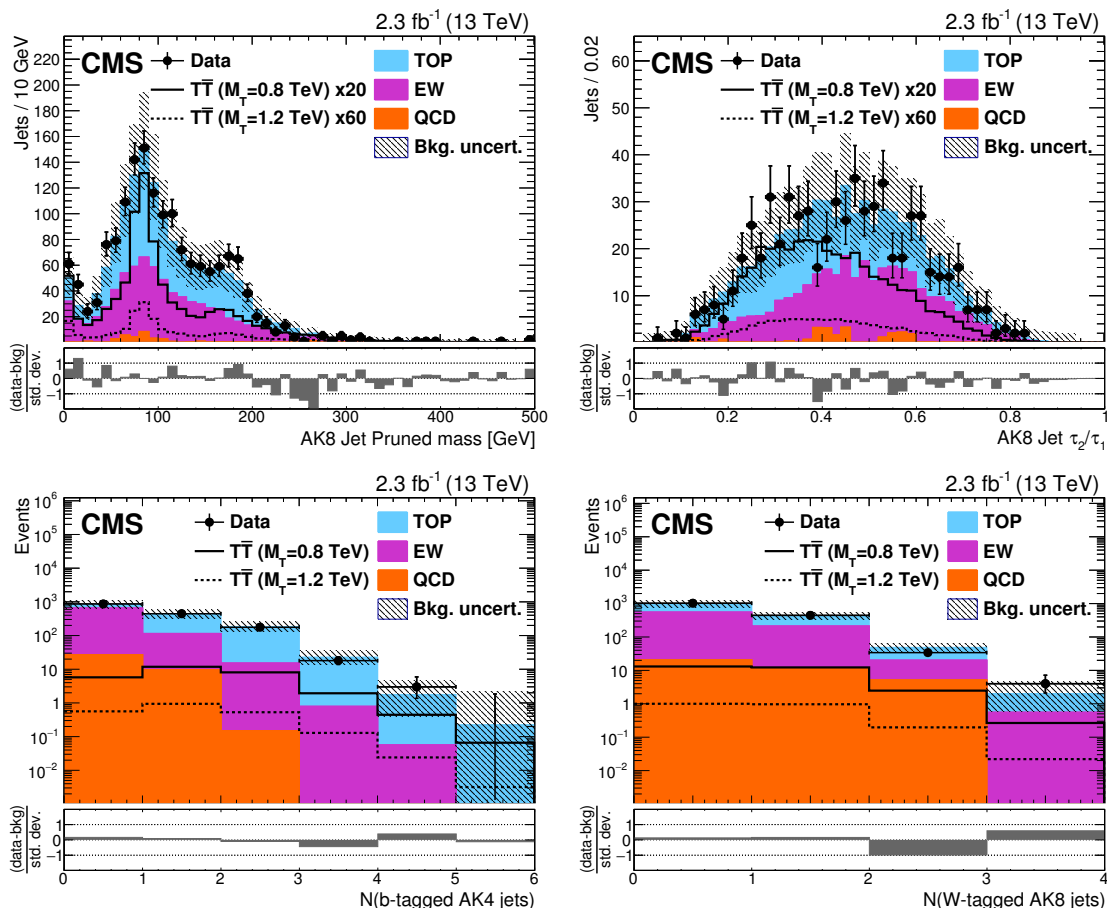 2.3 fb⁻¹ (13 TeV)
Jets / 10 GeV
CMS
Data
TT̅ (M_T=0.8 TeV) x20
TT̅ (M_T=1.2 TeV) x60
TOP
EW
QCD
Bkg. uncert.
220
200
180
160
140
120
100
80
60
40
20
(data-bkg)
std. dev.
1
0
−1
0 100 200 300 400 500
AK8 Jet Pruned mass [GeV]
2.3 fb⁻¹ (13 TeV)
Jets / 0.02
CMS
Data
TT̅ (M_T=0.8 TeV) x20
TT̅ (M_T=1.2 TeV) x60
TOP
EW
QCD
Bkg. uncert.
60
50
40
30
20
10
(data-bkg)
std. dev.
1
0
−1
0 0.2 0.4 0.6 0.8 1
AK8 Jet τ₂/τ₁
2.3 fb⁻¹ (13 TeV)
Events
CMS
Data
TT̅ (M_T=0.8 TeV)
TT̅ (M_T=1.2 TeV)
TOP
EW
QCD
Bkg. uncert.
10⁶
10⁵
10⁴
10³
10²
10
1
10⁻¹
10⁻²
(data-bkg)
std. dev.
1
0
−1
0 1 2 3 4 5 6
N(b-tagged AK4 jets)
2.3 fb⁻¹ (13 TeV)
Events
CMS
Data
TT̅ (M_T=0.8 TeV)
TT̅ (M_T=1.2 TeV)
TOP
EW
QCD
Bkg. uncert.
10⁶
10⁵
10⁴
10³
10²
10
1
10⁻¹
10⁻²
(data-bkg)
std. dev.
1
0
−1
0 1 2 3 4
N(W-tagged AK8 jets)